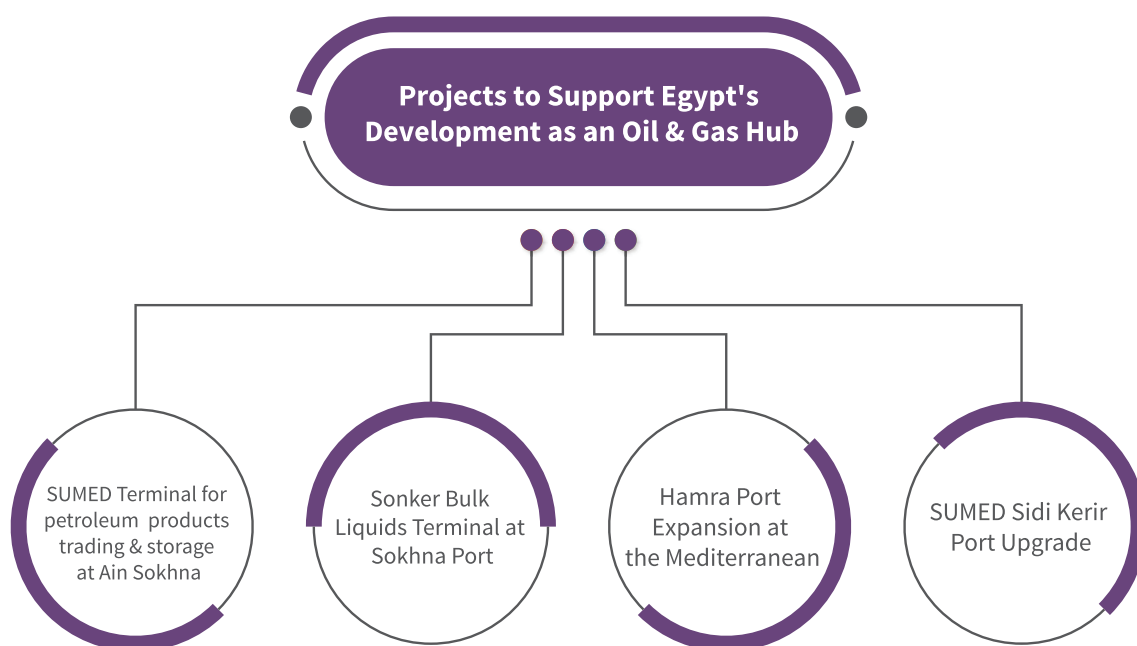 Projects to Support Egypt's
Development as an Oil & Gas Hub
SUMED Terminal for
petroleum products
trading & storage
at Ain Sokhna
Sonker Bulk
Liquids Terminal at
Sokhna Port
Hamra Port
Expansion at
the Mediterranean
SUMED Sidi Kerir
Port Upgrade